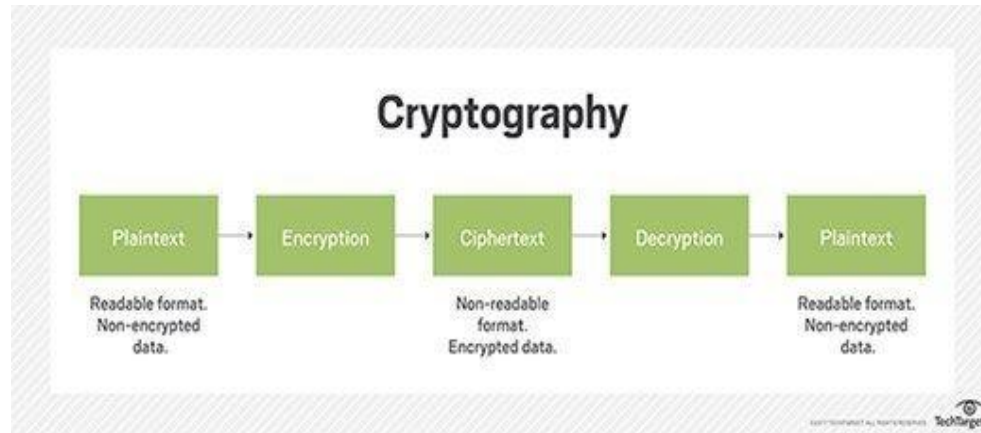 Cryptography
Plaintext
Encryption
Ciphertext
Decryption
Plaintext
Readable format.
Non-encrypted
data.
Non-readable
format.
Encrypted data.
Readable format.
Non-encrypted
data.
TechTarget